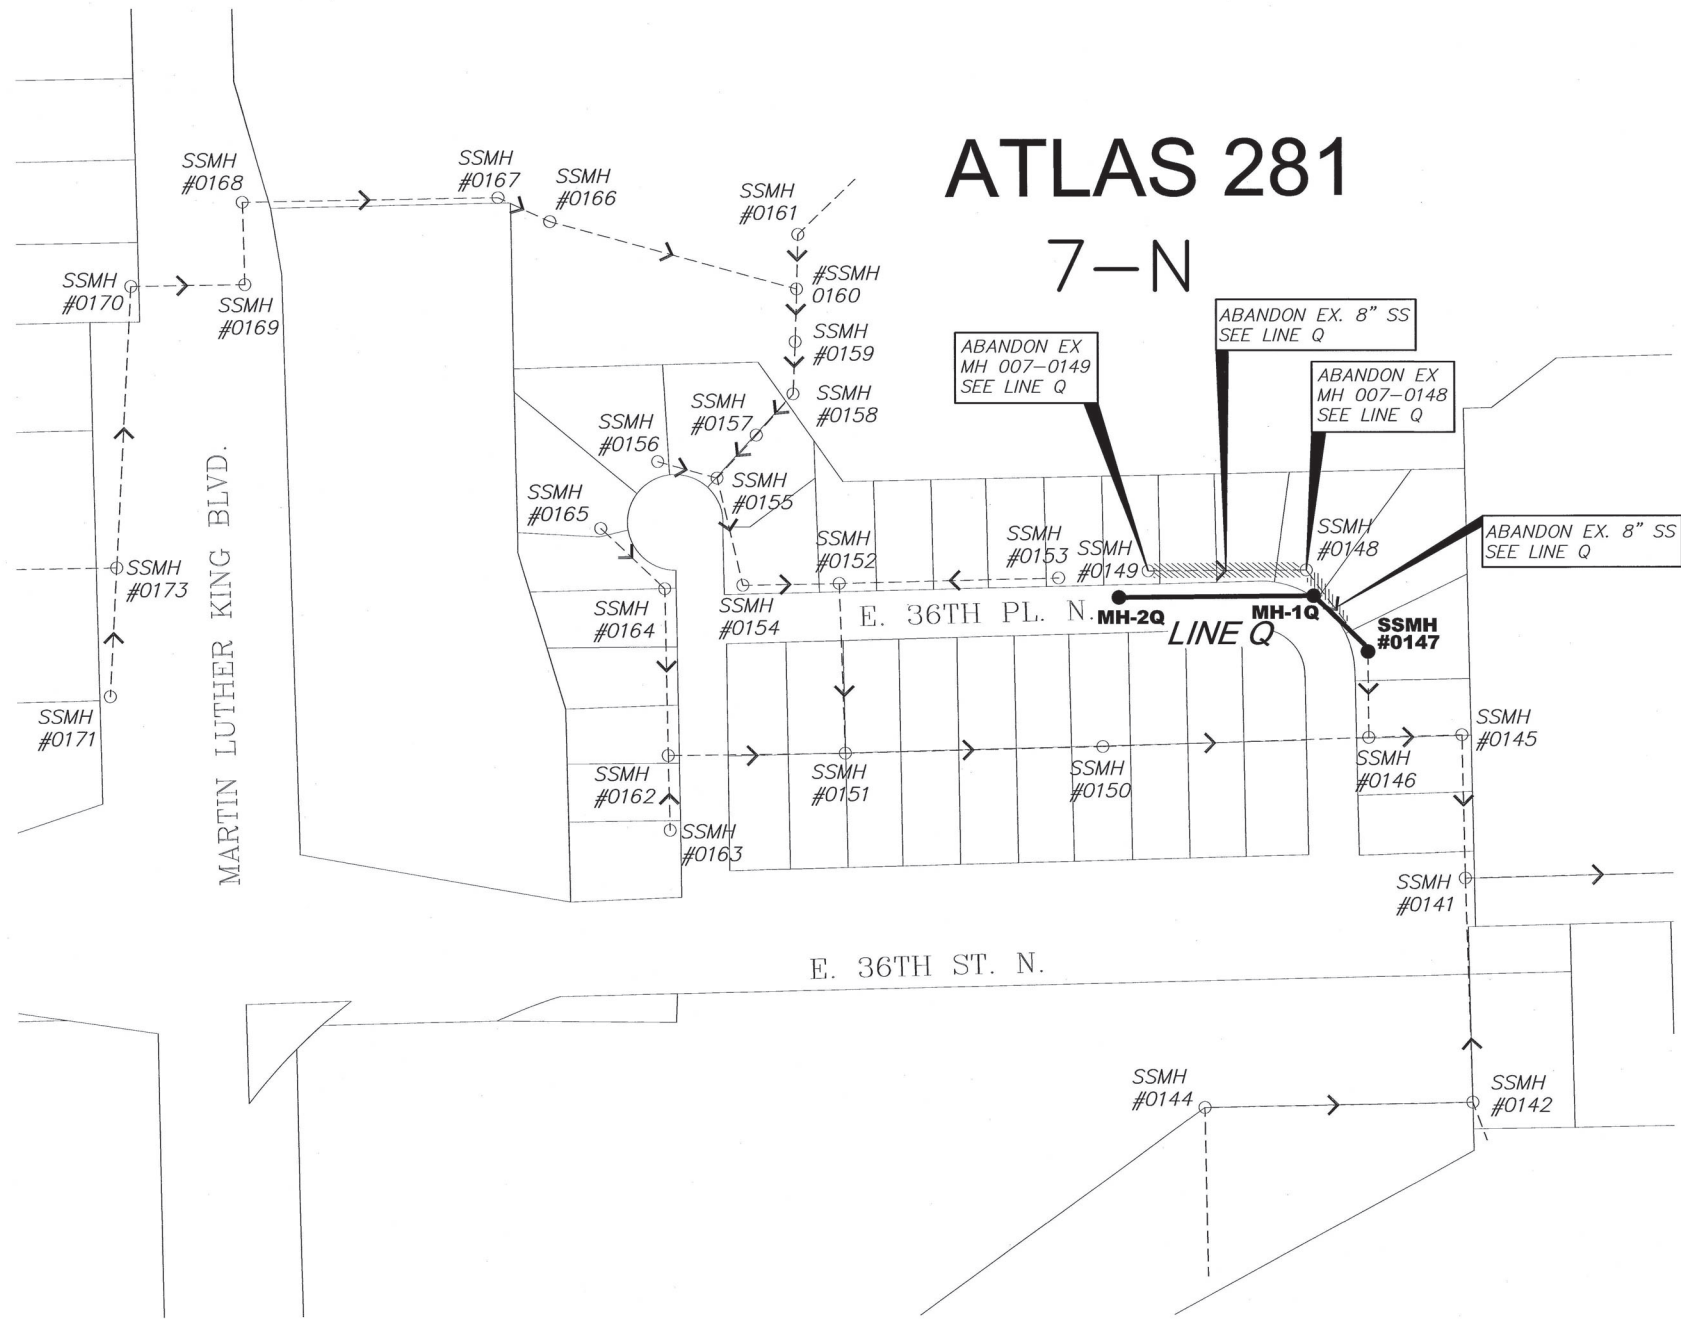 ATLAS 281
7-N
SSMH
#0168
SSMH
#0167
SSMH
#0166
SSMH
#0161
SSMH
#0170
SSMH
#0169
#SSMH
0160
SSMH
#0159
SSMH
#0158
SSMH
#0157
SSMH
#0156
SSMH
#0155
SSMH
#0165
ABANDON EX
MH 007-0149
SEE LINE Q
ABANDON EX. 8" SS
SEE LINE Q
ABANDON EX
MH 007-0148
SEE LINE Q
ABANDON EX. 8" SS
SEE LINE Q
SSMH
#0152
SSMH
#0153
SSMH
#0149
SSMH
#0148
SSMH
#0173
SSMH
#0164
SSMH
#0154
E. 36TH PL. N.
MH-2Q
LINE Q
MH-1Q
SSMH
#0147
SSMH
#0171
MARTIN LUTHER KING BLVD.
SSMH
#0162
SSMH
#0151
SSMH
#0150
SSMH
#0146
SSMH
#0145
SSMH
#0163
SSMH
#0141
E. 36TH ST. N.
SSMH
#0144
SSMH
#0142